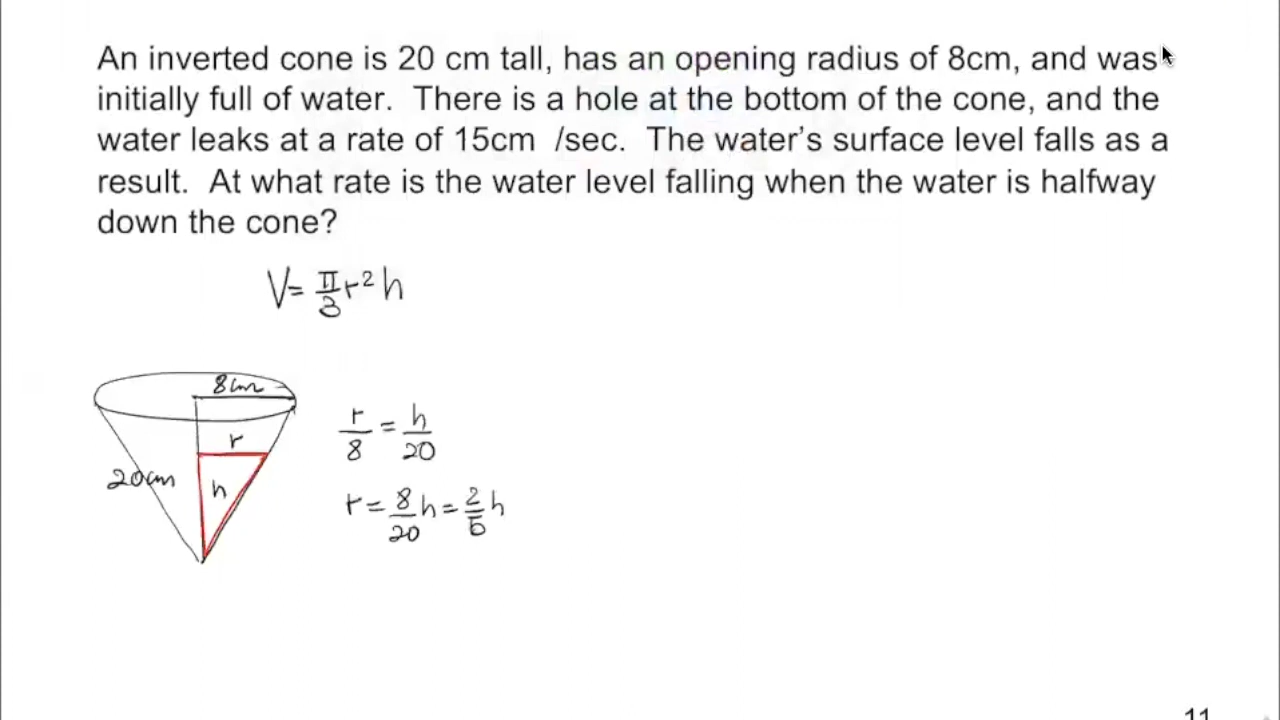 An inverted cone is 20 cm tall, has an opening radius of 8cm, and was
initially full of water.  There is a hole at the bottom of the cone, and the
water leaks at a rate of 15cm  /sec.  The water's surface level falls as a
result.  At what rate is the water level falling when the water is halfway
down the cone?
V= π/3 r² h
8cm
r
20cm
h
r/8 = h/20
r = 8/20 h = 2/5 h
11